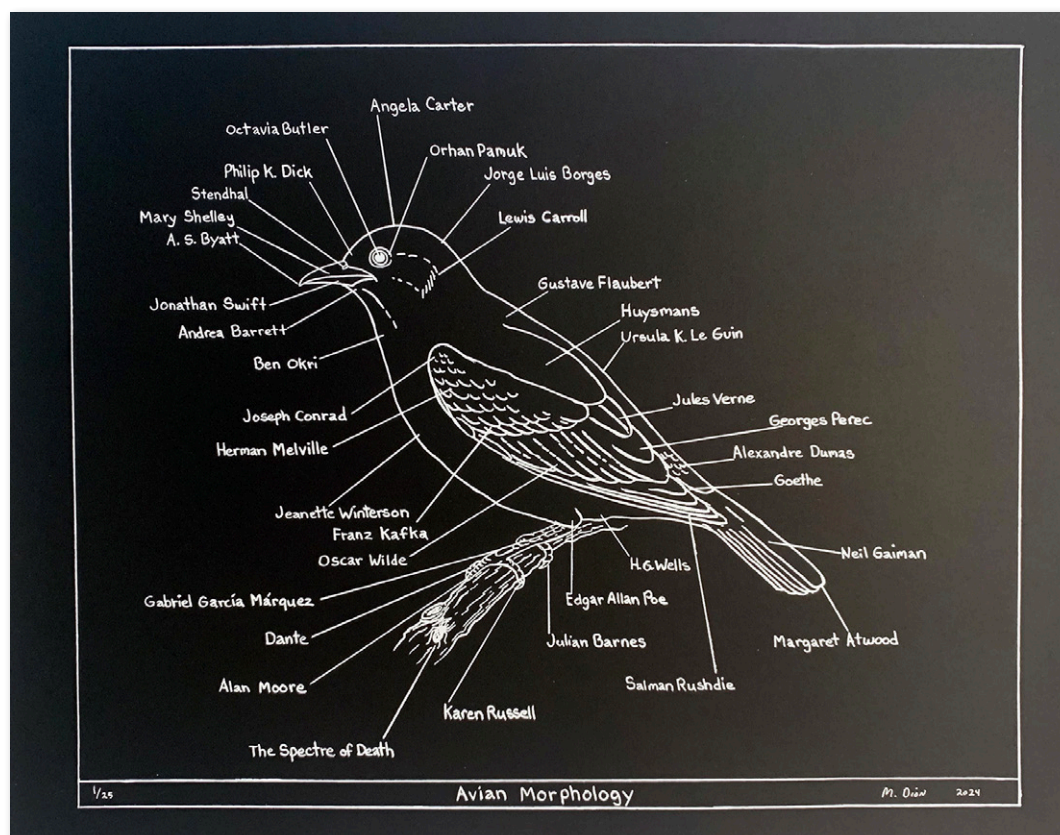 Angela Carter
Octavia Butler
Orhan Pamuk
Philip K. Dick
Jorge Luis Borges
Stendhal
Mary Shelley
Lewis Carroll
A. S. Byatt
Gustave Flaubert
Jonathan Swift
Huysmans
Andrea Barrett
Ursula K. Le Guin
Ben Okri
Jules Verne
Joseph Conrad
Georges Perec
Herman Melville
Alexandre Dumas
Goethe
Jeanette Winterson
Franz Kafka
Oscar Wilde
Neil Gaiman
H.G. Wells
Gabriel García Márquez
Edgar Allan Poe
Dante
Julian Barnes
Margaret Atwood
Alan Moore
Salman Rushdie
Karen Russell
The Spectre of Death
1/25
Avian Morphology
M. Dion 2024